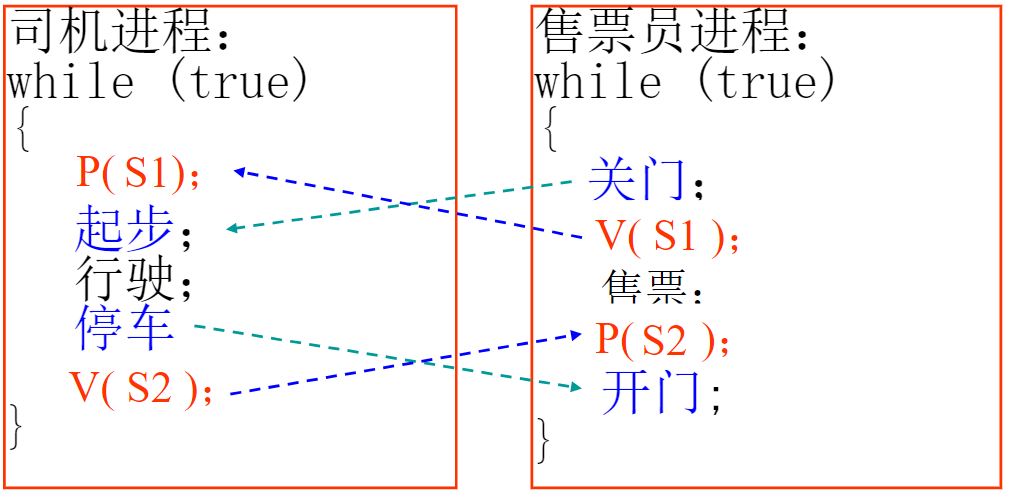 司机进程：
while (true)
{
P( S1)；
起步；
行驶；
停车
V( S2 )；
}
售票员进程：
while (true)
{
关门；
V( S1 )；
售票；
P( S2 )；
开门;
}